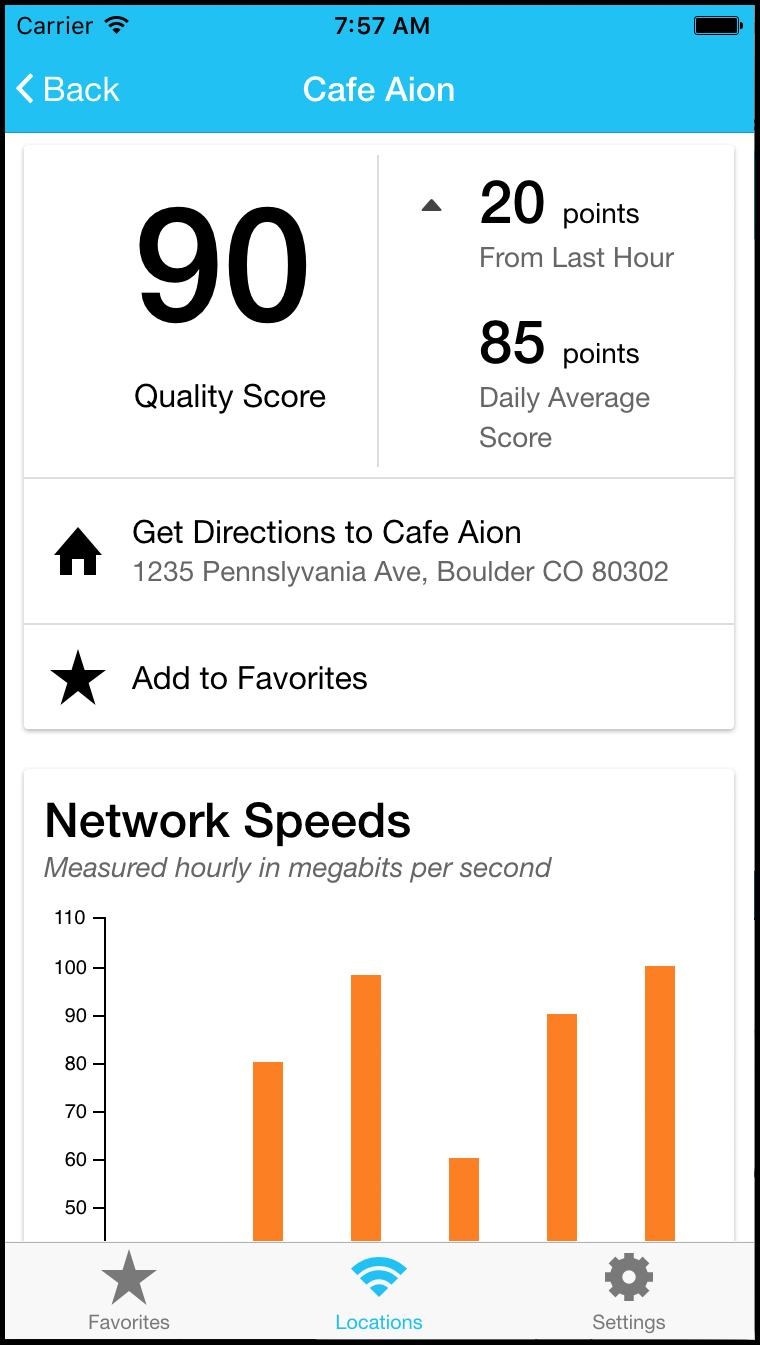 Carrier 7:57 AM
Back Cafe Aion
90
Quality Score
20 points
From Last Hour
85 points
Daily Average
Score
Get Directions to Cafe Aion
1235 Pennslyvania Ave, Boulder CO 80302
Add to Favorites
Network Speeds
Measured hourly in megabits per second
110
100
90
80
70
60
50
Favorites Locations Settings